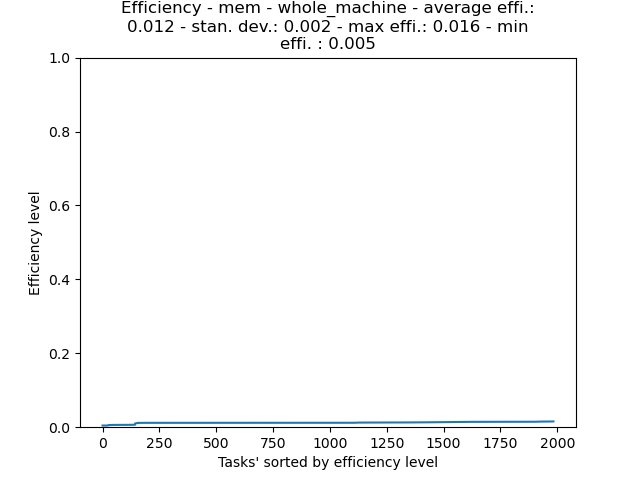 Efficiency - mem - whole_machine - average effi.:
0.012 - stan. dev.: 0.002 - max effi.: 0.016 - min
effi. : 0.005
1.0
0.8
0.6
0.4
0.2
0.0
Efficiency level
0 250 500 750 1000 1250 1500 1750 2000
Tasks' sorted by efficiency level